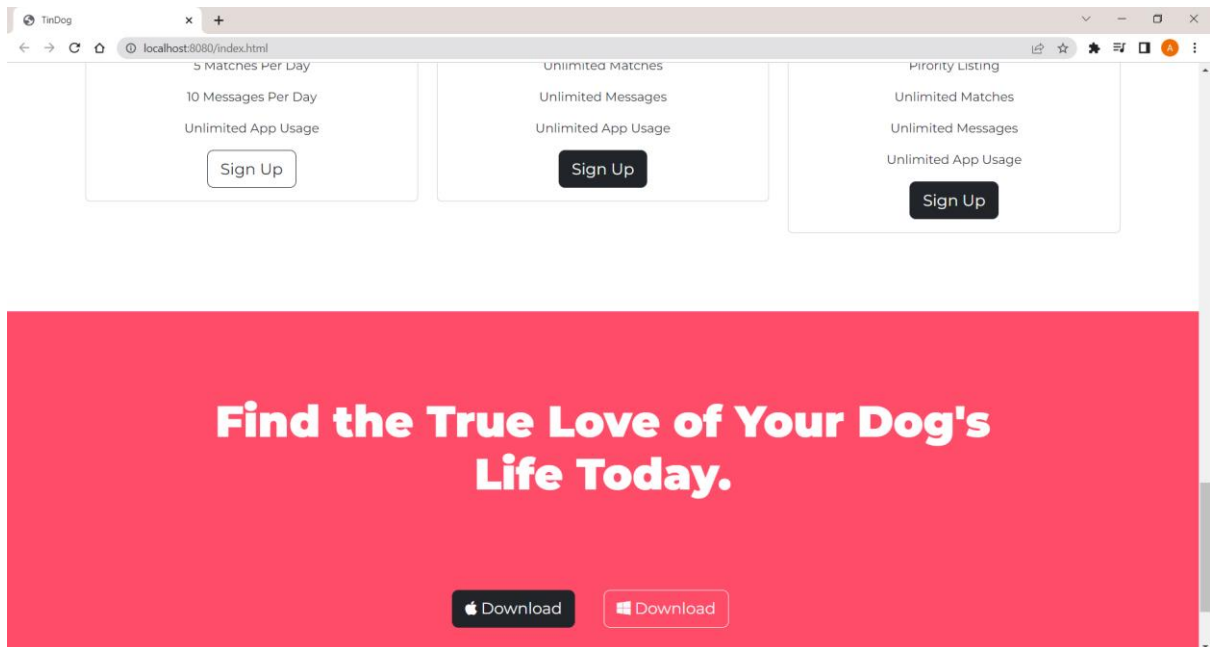 TinDog
localhost:8080/index.html
A
5 Matches Per Day
10 Messages Per Day
Unlimited App Usage
Sign Up
Unlimited Matches
Unlimited Messages
Unlimited App Usage
Sign Up
Pirority Listing
Unlimited Matches
Unlimited Messages
Unlimited App Usage
Sign Up
Find the True Love of Your Dog's
Life Today.
Download
Download